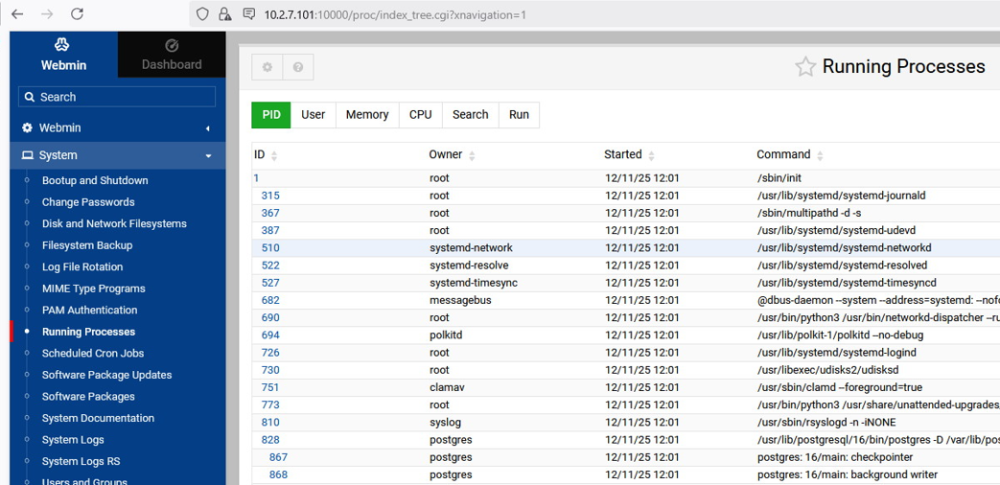 10.2.7.101:10000/proc/index_tree.cgi?xnavigation=1
Webmin
Dashboard
Search
Webmin
System
Bootup and Shutdown
Change Passwords
Disk and Network Filesystems
Filesystem Backup
Log File Rotation
MIME Type Programs
PAM Authentication
Running Processes
Scheduled Cron Jobs
Software Package Updates
Software Packages
System Documentation
System Logs
System Logs RS
Users and Groups
Running Processes
PID User Memory CPU Search Run
ID Owner Started Command
1 root 12/11/25 12:01 /sbin/init
315 root 12/11/25 12:01 /usr/lib/systemd/systemd-journald
367 root 12/11/25 12:01 /sbin/multipathd -d -s
387 root 12/11/25 12:01 /usr/lib/systemd/systemd-udevd
510 systemd-network 12/11/25 12:01 /usr/lib/systemd/systemd-networkd
522 systemd-resolve 12/11/25 12:01 /usr/lib/systemd/systemd-resolved
527 systemd-timesync 12/11/25 12:01 /usr/lib/systemd/systemd-timesyncd
682 messagebus 12/11/25 12:01 @dbus-daemon --system --address=systemd: --nofo
690 root 12/11/25 12:01 /usr/bin/python3 /usr/bin/networkd-dispatcher --ru
694 polkitd 12/11/25 12:01 /usr/lib/polkit-1/polkitd --no-debug
726 root 12/11/25 12:01 /usr/lib/systemd/systemd-logind
730 root 12/11/25 12:01 /usr/libexec/udisks2/udisksd
751 clamav 12/11/25 12:01 /usr/sbin/clamd --foreground=true
773 root 12/11/25 12:01 /usr/bin/python3 /usr/share/unattended-upgrades/
810 syslog 12/11/25 12:01 /usr/sbin/rsyslogd -n -iNONE
828 postgres 12/11/25 12:01 /usr/lib/postgresql/16/bin/postgres -D /var/lib/pos
867 postgres 12/11/25 12:01 postgres: 16/main: checkpointer
868 postgres 12/11/25 12:01 postgres: 16/main: background writer